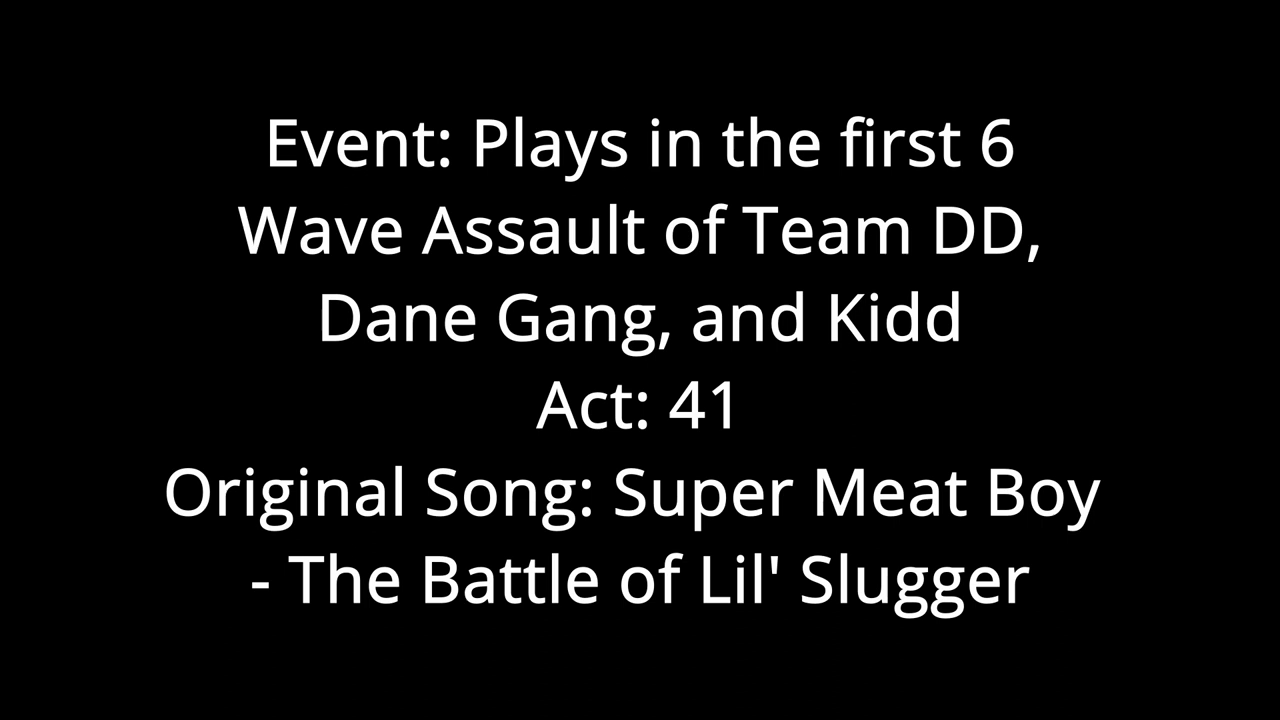 Event: Plays in the first 6
Wave Assault of Team DD,
Dane Gang, and Kidd
Act: 41
Original Song: Super Meat Boy
- The Battle of Lil' Slugger